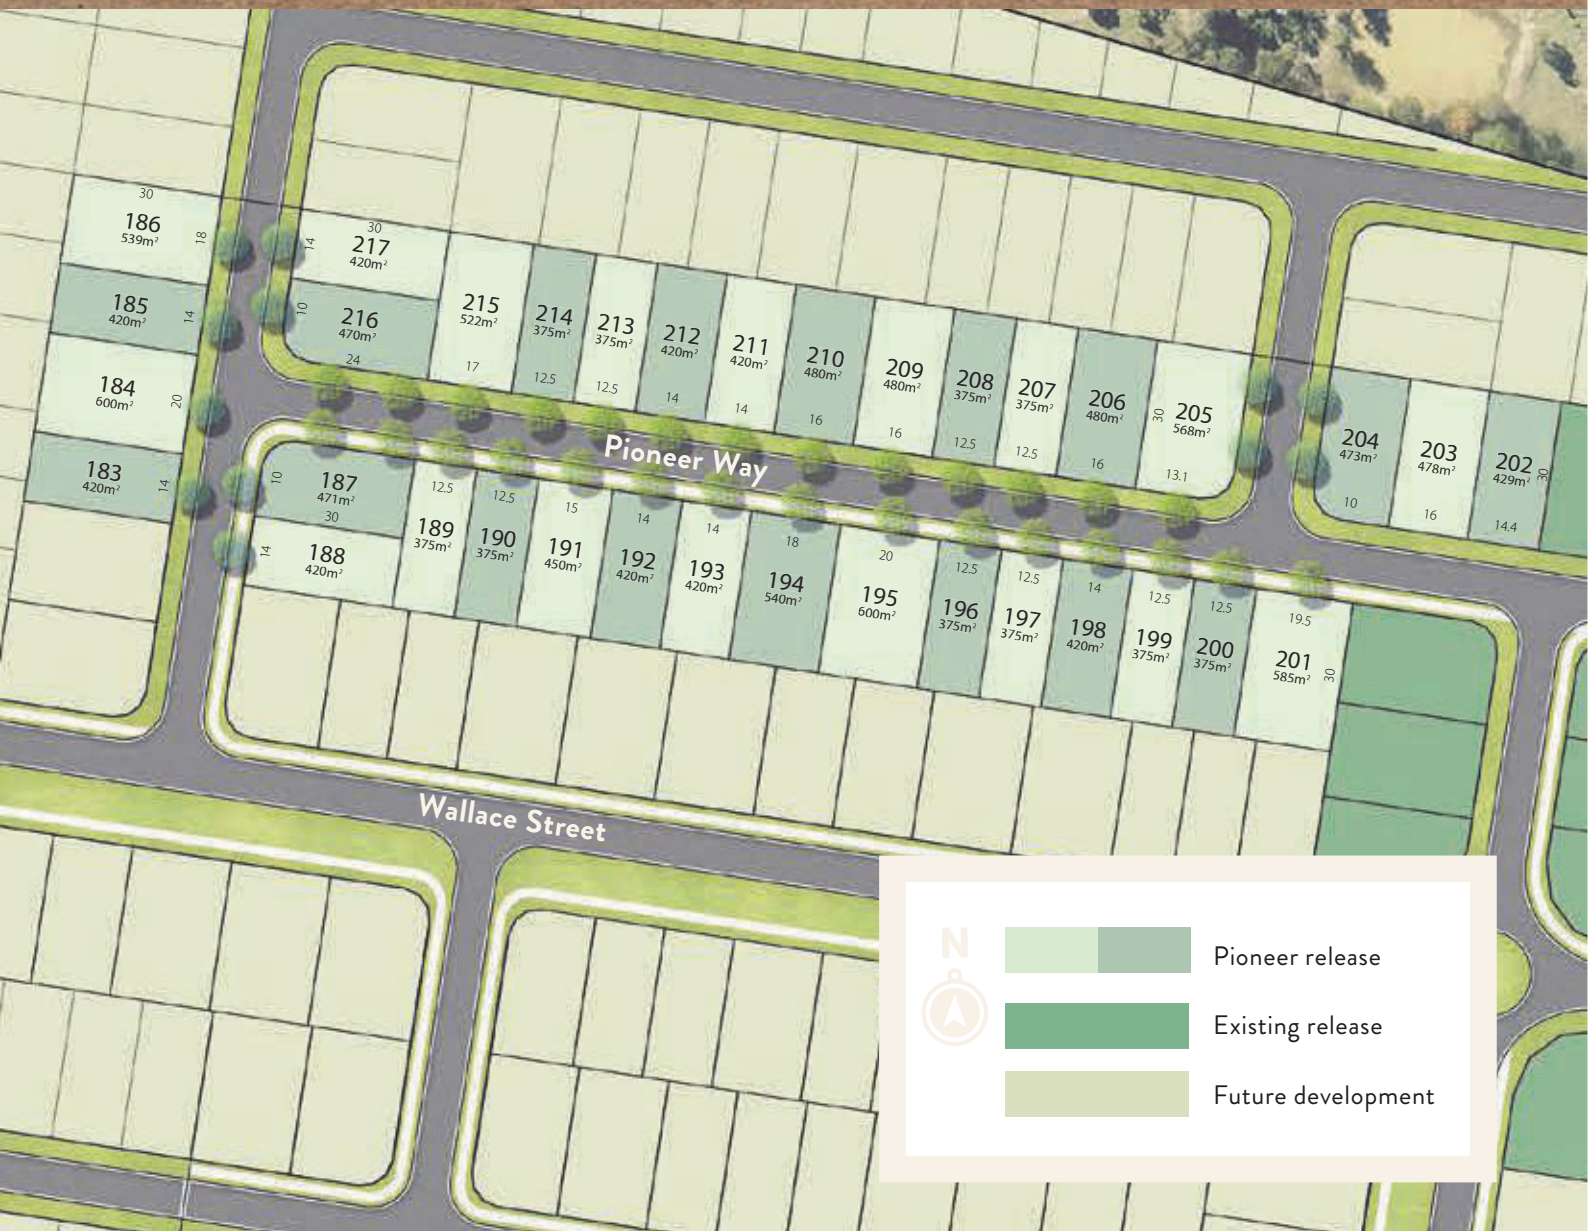 30
186
539m²
18
185
420m²
14
184
600m²
20
183
420m²
14
30
14
217
420m²
10
216
470m²
24
215
522m²
17
214
375m²
12.5
213
375m²
12.5
212
420m²
14
211
420m²
14
210
480m²
16
209
480m²
16
208
375m²
12.5
207
375m²
12.5
206
480m²
16
30
205
568m²
13.1
204
473m²
10
203
478m²
16
202
429m²
30
14.4
Pioneer Way
10
187
471m²
30
14
188
420m²
12.5
189
375m²
12.5
190
375m²
15
191
450m²
14
192
420m²
14
193
420m²
18
194
540m²
20
195
600m²
12.5
196
375m²
12.5
197
375m²
14
198
420m²
12.5
199
375m²
12.5
200
375m²
19.5
201
585m²
30
Wallace Street
N
Pioneer release
Existing release
Future development